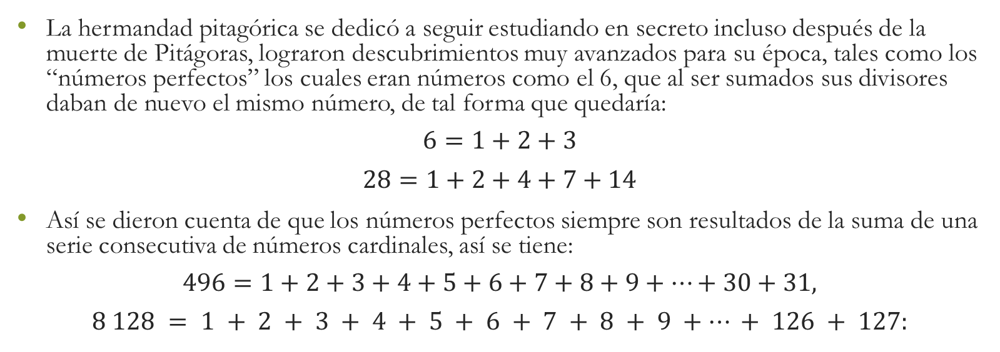 • La hermandad pitagórica se dedicó a seguir estudiando en secreto incluso después de la
muerte de Pitágoras, lograron descubrimientos muy avanzados para su época, tales como los
“números perfectos” los cuales eran números como el 6, que al ser sumados sus divisores
daban de nuevo el mismo número, de tal forma que quedaría:
6 = 1 + 2 + 3
28 = 1 + 2 + 4 + 7 + 14
• Así se dieron cuenta de que los números perfectos siempre son resultados de la suma de una
serie consecutiva de números cardinales, así se tiene:
496 = 1 + 2 + 3 + 4 + 5 + 6 + 7 + 8 + 9 + ⋯ + 30 + 31,
8 128 = 1 + 2 + 3 + 4 + 5 + 6 + 7 + 8 + 9 + ⋯ + 126 + 127: